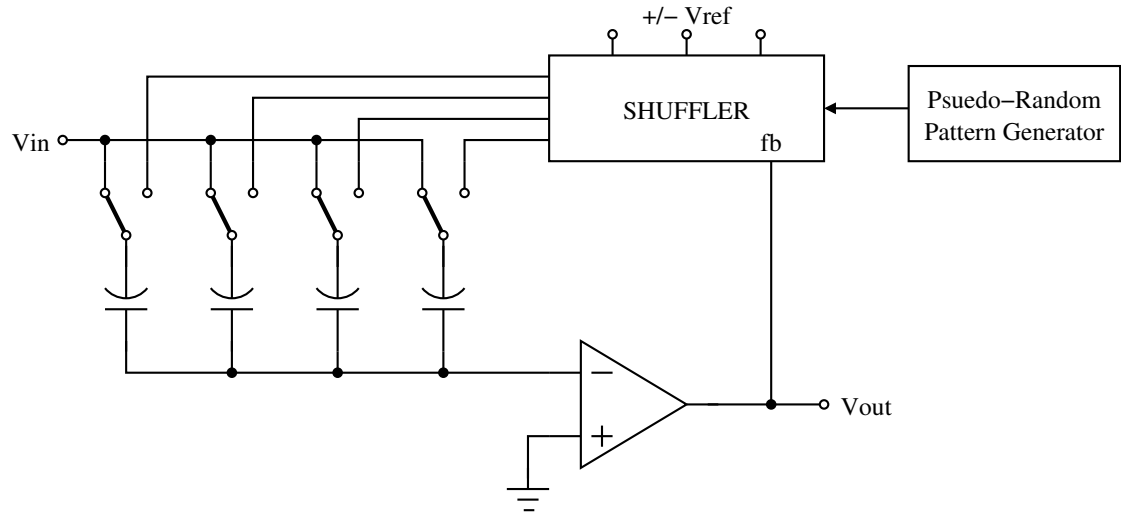 +/− Vref
SHUFFLER
fb
Psuedo−Random
Pattern Generator
Vin
Vout